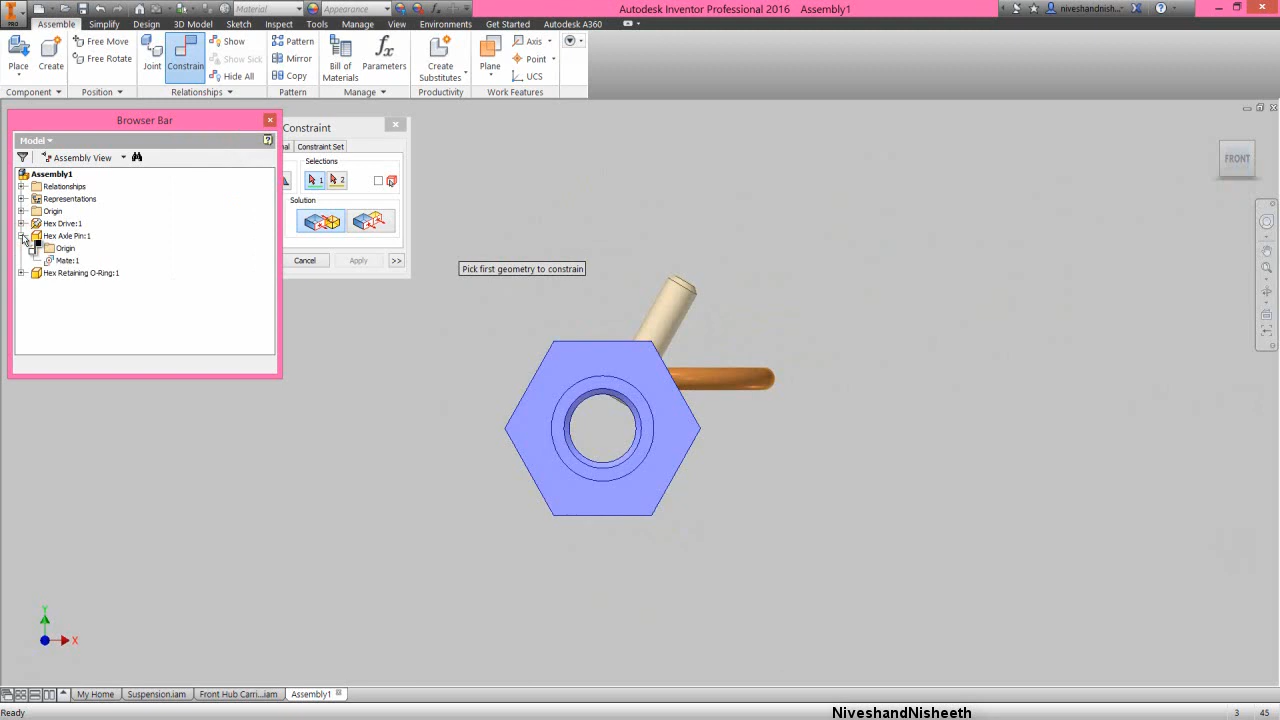 PRO
Material
Appearance
Autodesk Inventor Professional 2016 Assembly1
niveshandnish...
Assemble Simplify Design 3D Model Sketch Inspect Tools Manage View Environments Get Started Autodesk A360
Place Create Free Move Free Rotate Joint Constrain Show Show Sick Hide All Pattern Mirror Copy Bill of Materials Parameters Create Substitutes Plane Axis Point UCS
Component Position Relationships Pattern Manage Productivity Work Features
Browser Bar
Model
Assembly View
Assembly1
Relationships
Representations
Origin
Hex Drive:1
Hex Axle Pin:1
Origin
Mate:1
Hex Retaining O-Ring:1
Constraint
nal Constraint Set
Selections
1 2
Solution
Cancel Apply >>
Pick first geometry to constrain
FRONT
Y
X
My Home Suspension.iam Front Hub Carri...iam Assembly1
Ready
NiveshandNisheeth
3 45